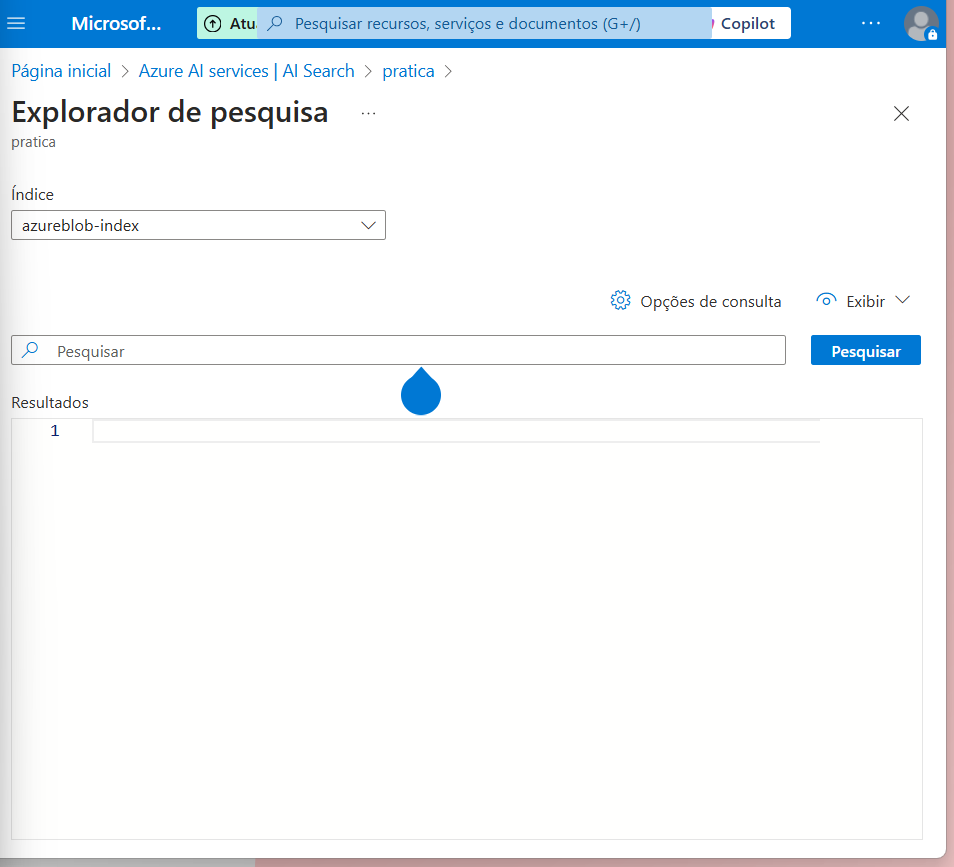 Microsof...
Atu
Pesquisar recursos, serviços e documentos (G+/)
Copilot
...
Página inicial > Azure AI services | AI Search > pratica >
Explorador de pesquisa ...
pratica
Índice
azureblob-index
Opções de consulta
Exibir
Pesquisar
Pesquisar
Resultados
1